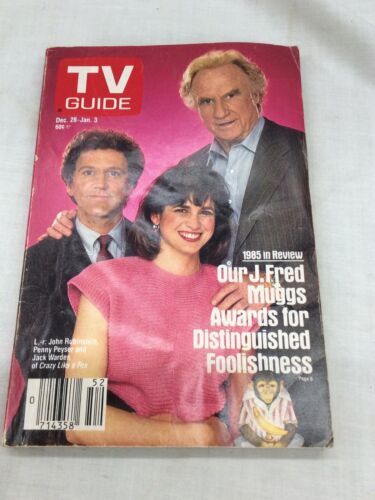 TV
GUIDE
Dec. 28-Jan. 3
60¢
1985 in Review
Our J. Fred
Muggs
Awards for
Distinguished
Foolishness
Page 8
L.-r: John Rubinstein,
Penny Peyser and
Jack Warden
of Crazy Like a Fox
52
0
714358